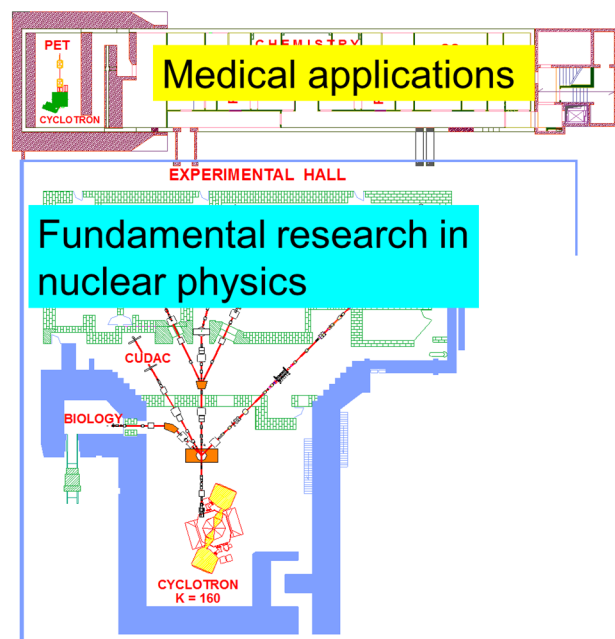 PET
CHEMISTRY
Medical applications
CYCLOTRON
EXPERIMENTAL HALL
Fundamental research in
nuclear physics
CUDAC
BIOLOGY
CYCLOTRON
K = 160